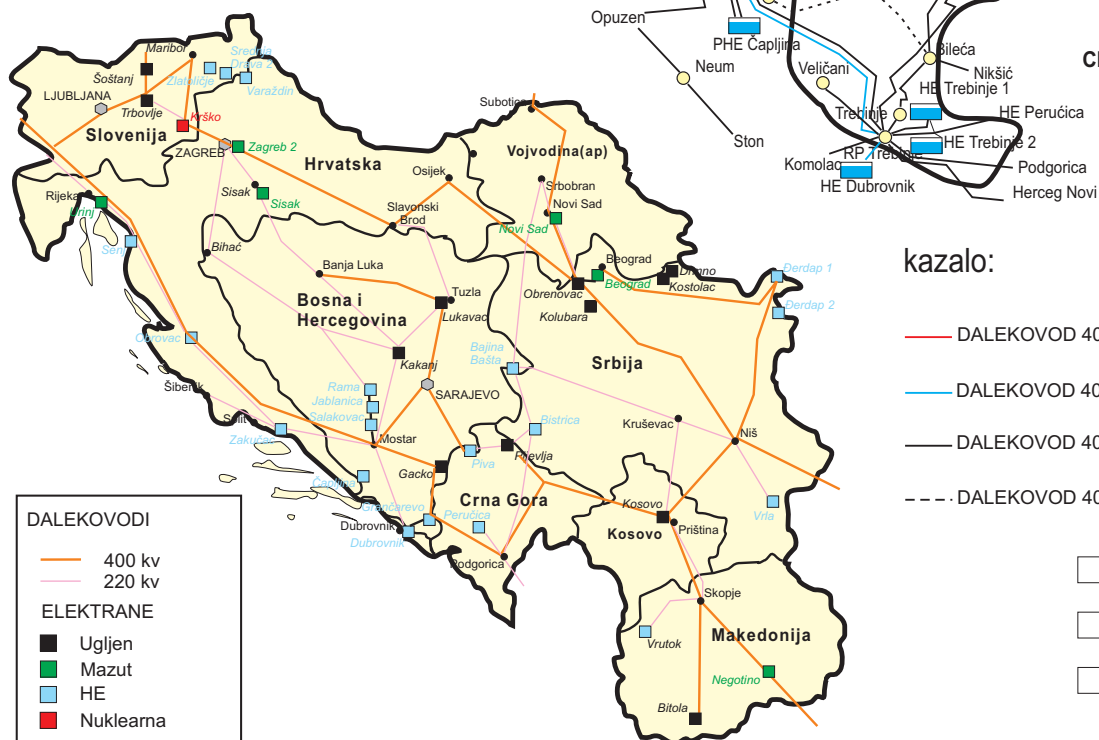 Opuzen
PHE Čapljina
Neum
Veličani
Ston
Bileća
Nikšić
HE Trebinje 1
Trebinje
HE Perućica
RP Trebinje
HE Trebinje 2
Komolac
Podgorica
HE Dubrovnik
Herceg Novi
kazalo:
DALEKOVOD 40
DALEKOVOD 40
DALEKOVOD 40
DALEKOVOD 40
Maribor
Srednja
Drava 2
Šoštanj
Zlatoličje
Varaždin
LJUBLJANA
Trbovlje
Krško
Slovenija
ZAGREB
Zagreb 2
Hrvatska
Subotica
Vojvodina(ap)
Osijek
Srbobran
Rijeka
Urinj
Sisak
Sisak
Slavonski
Brod
Novi Sad
Novi Sad
Senj
Bihać
Banja Luka
Beograd
Beograd
Drmno
Kostolac
Đerdap 1
Obrenovac
Kolubara
Đerdap 2
Bosna i
Hercegovina
Tuzla
Lukavac
Obrovac
Kakanj
Bajina
Bašta
Srbija
Šibenik
Rama
Jablanica
Salakovac
SARAJEVO
Split
Zakučac
Mostar
Bistrica
Kruševac
Niš
Piva
Pljevlja
Gacko
Čapljina
Crna Gora
Grančarevo
Peručica
Kosovo
Vrla
Dubrovnik
Dubrovnik
Priština
Kosovo
Podgorica
Skopje
Vrutok
Makedonija
Negotino
Bitola
DALEKOVODI
400 kv
220 kv
ELEKTRANE
Ugljen
Mazut
HE
Nuklearna